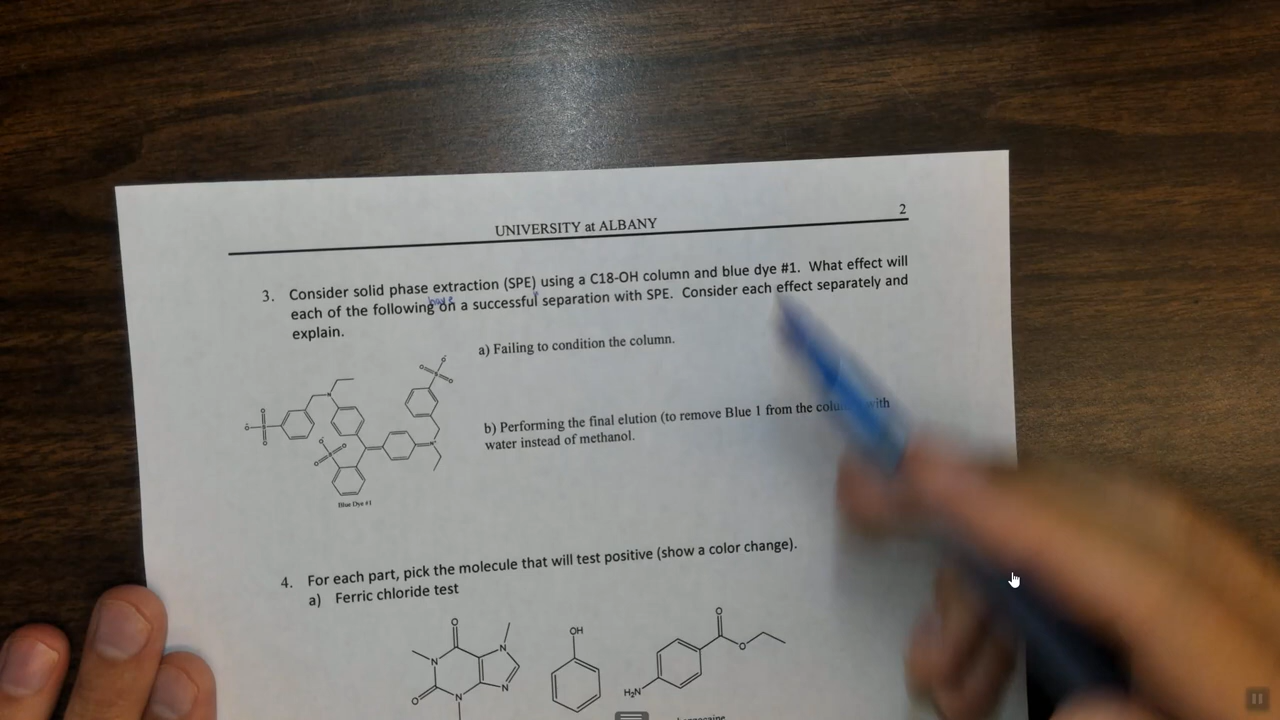 2
UNIVERSITY at ALBANY
3. Consider solid phase extraction (SPE) using a C18-OH column and blue dye #1. What effect will
have
each of the following on a successful separation with SPE. Consider each effect separately and
explain.
a) Failing to condition the column.
b) Performing the final elution (to remove Blue 1 from the with
water instead of methanol.
Blue Dye #1
4. For each part, pick the molecule that will test positive (show a color change).
a) Ferric chloride test
O
O
N
N
N
N
OH
O
O
H₂N